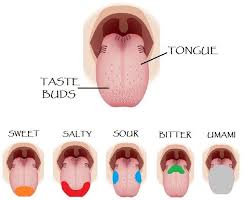 TONGUE
TASTE
BUDS
SWEET SALTY SOUR BITTER UMAMI